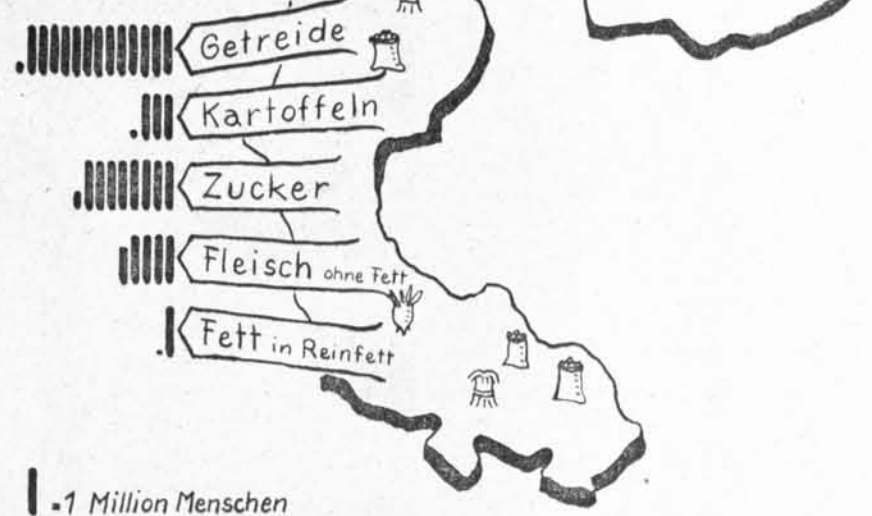 Getreide
Kartoffeln
Zucker
Fleisch ohne Fett
Fett in Reinfett
=1 Million Menschen